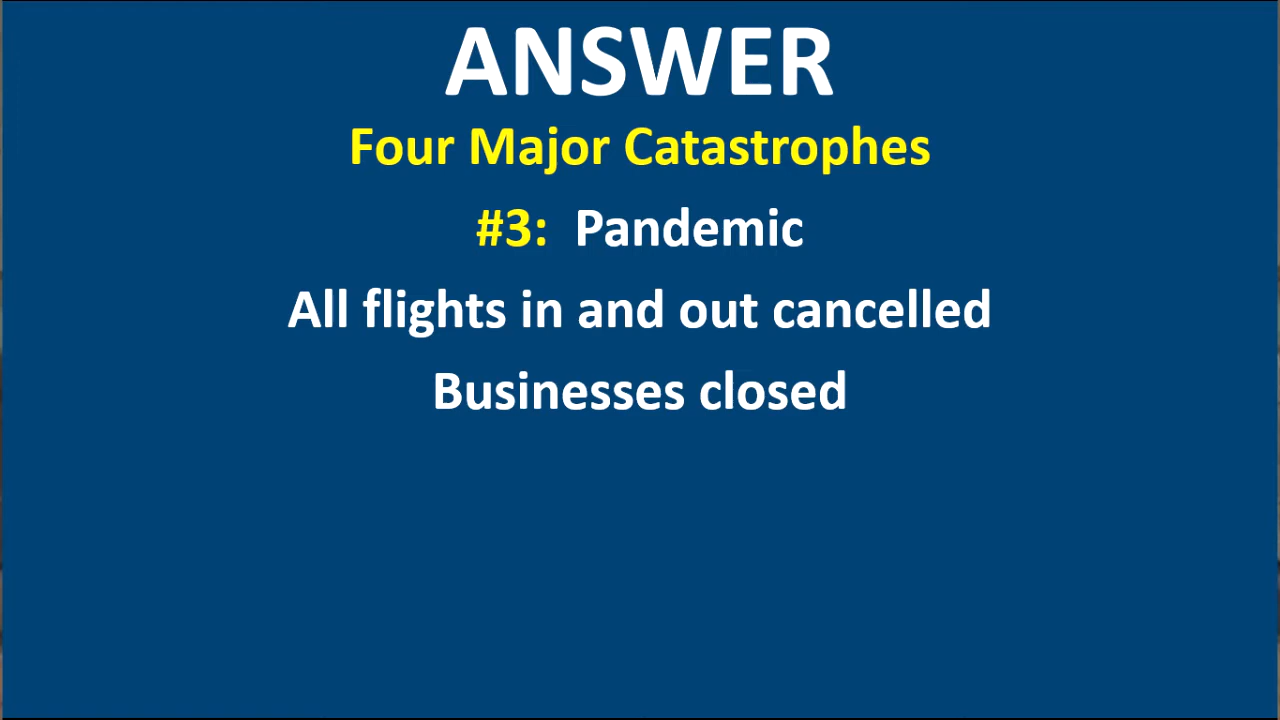 ANSWER
Four Major Catastrophes
#3: Pandemic
All flights in and out cancelled
Businesses closed